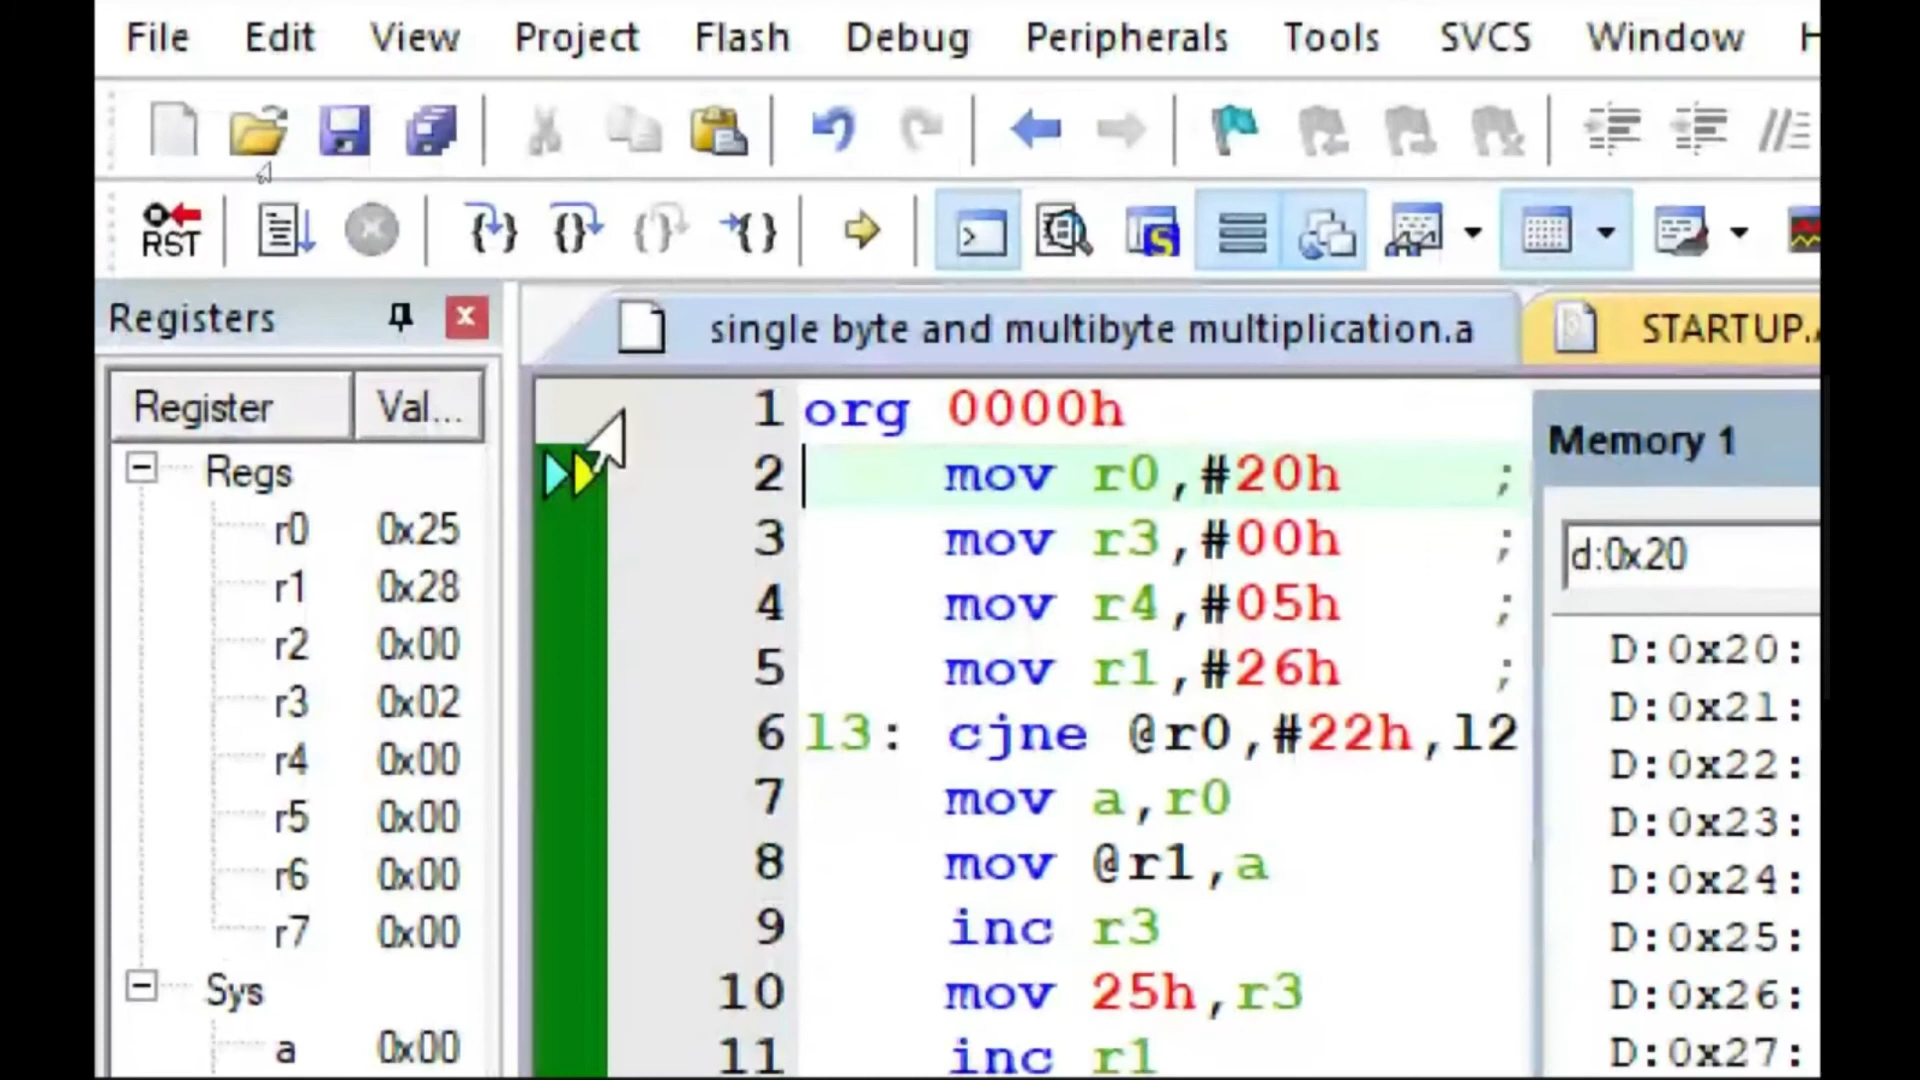 File Edit View Project Flash Debug Peripherals Tools SVCS Window
RST
Registers
single byte and multibyte multiplication.a
STARTUP.
Register Val...
Regs
r0 0x25
r1 0x28
r2 0x00
r3 0x02
r4 0x00
r5 0x00
r6 0x00
r7 0x00
Sys
a 0x00
1 org 0000h
2 mov r0,#20h ;
3 mov r3,#00h ;
4 mov r4,#05h ;
5 mov r1,#26h ;
6 l3: cjne @r0,#22h,l2
7 mov a,r0
8 mov @r1,a
9 inc r3
10 mov 25h,r3
11 inc r1
Memory 1
d:0x20
D:0x20:
D:0x21:
D:0x22:
D:0x23:
D:0x24:
D:0x25:
D:0x26:
D:0x27: